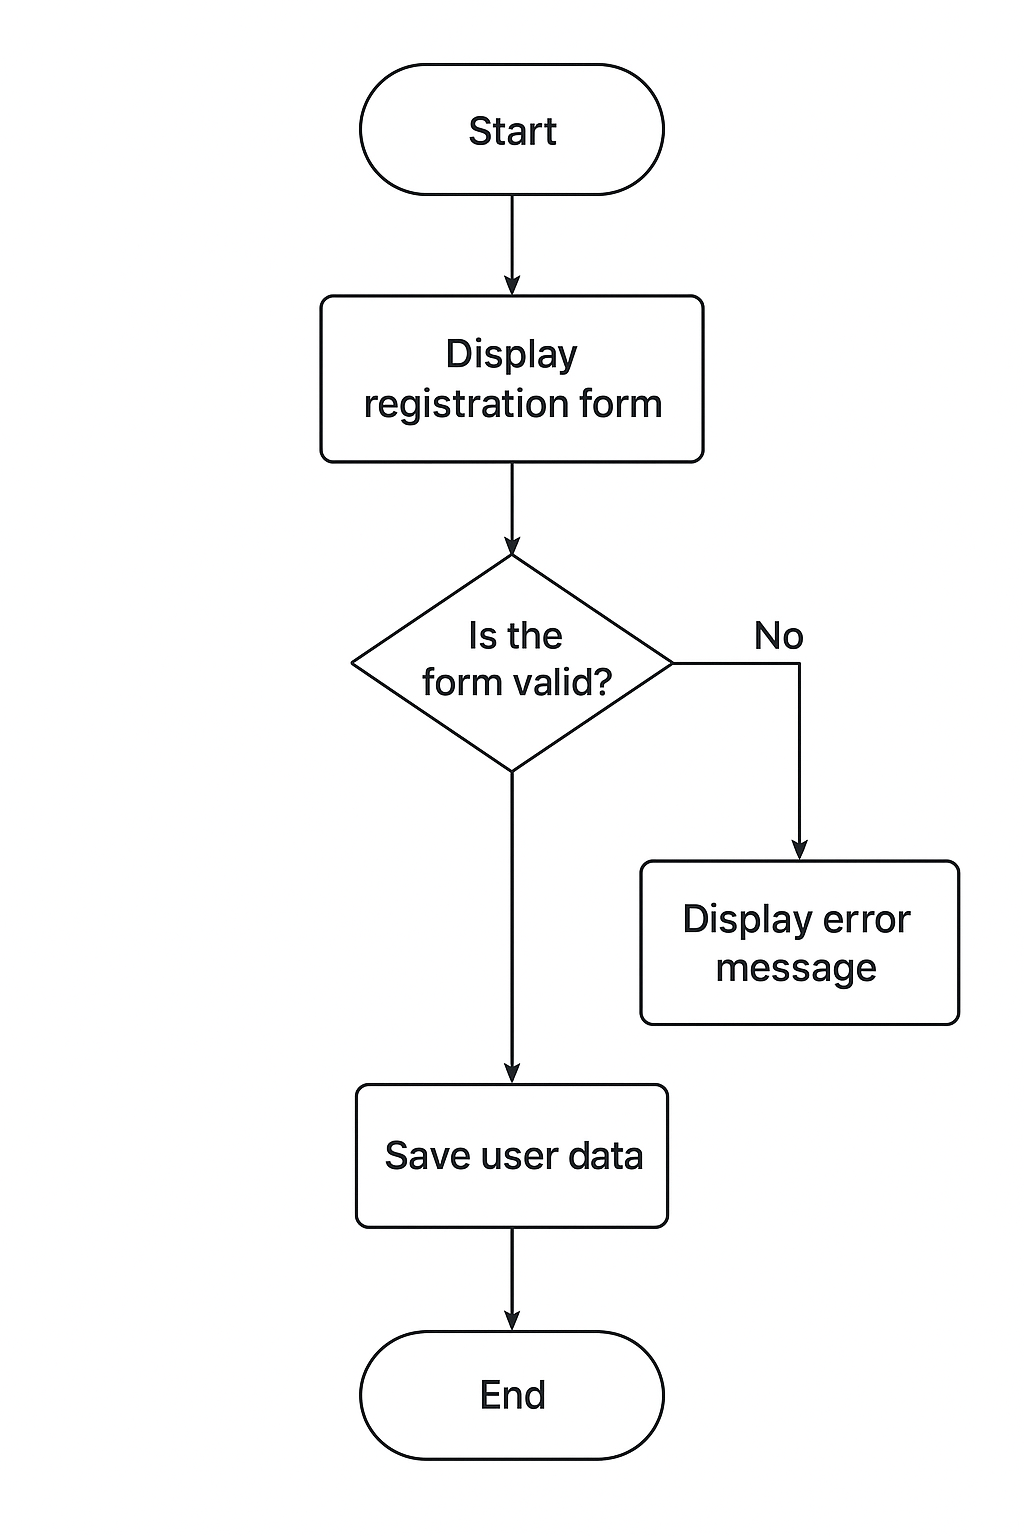 Start
Display
registration form
Is the
form valid?
No
Display error
message
Save user data
End